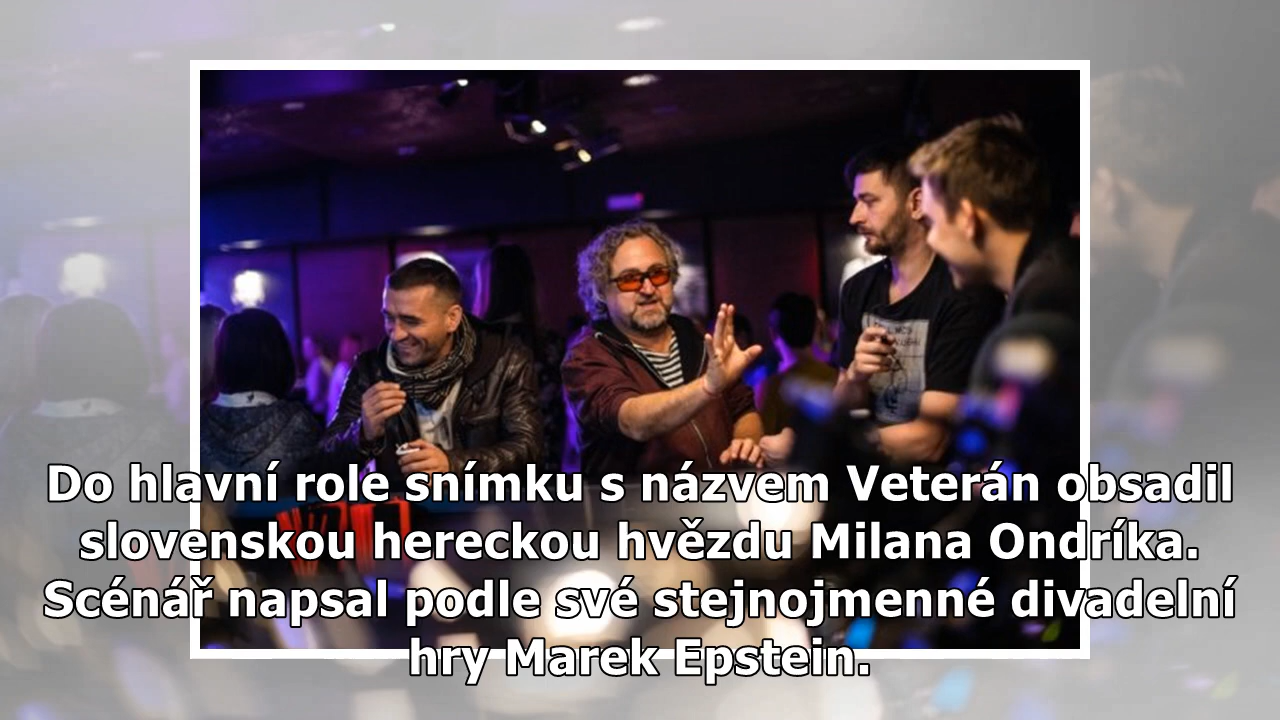 Do hlavní role snímku s názvem Veterán obsadil
slovenskou hereckou hvězdu Milana Ondríka.
Scénář napsal podle své stejnojmenné divadelní
hry Marek Epstein.